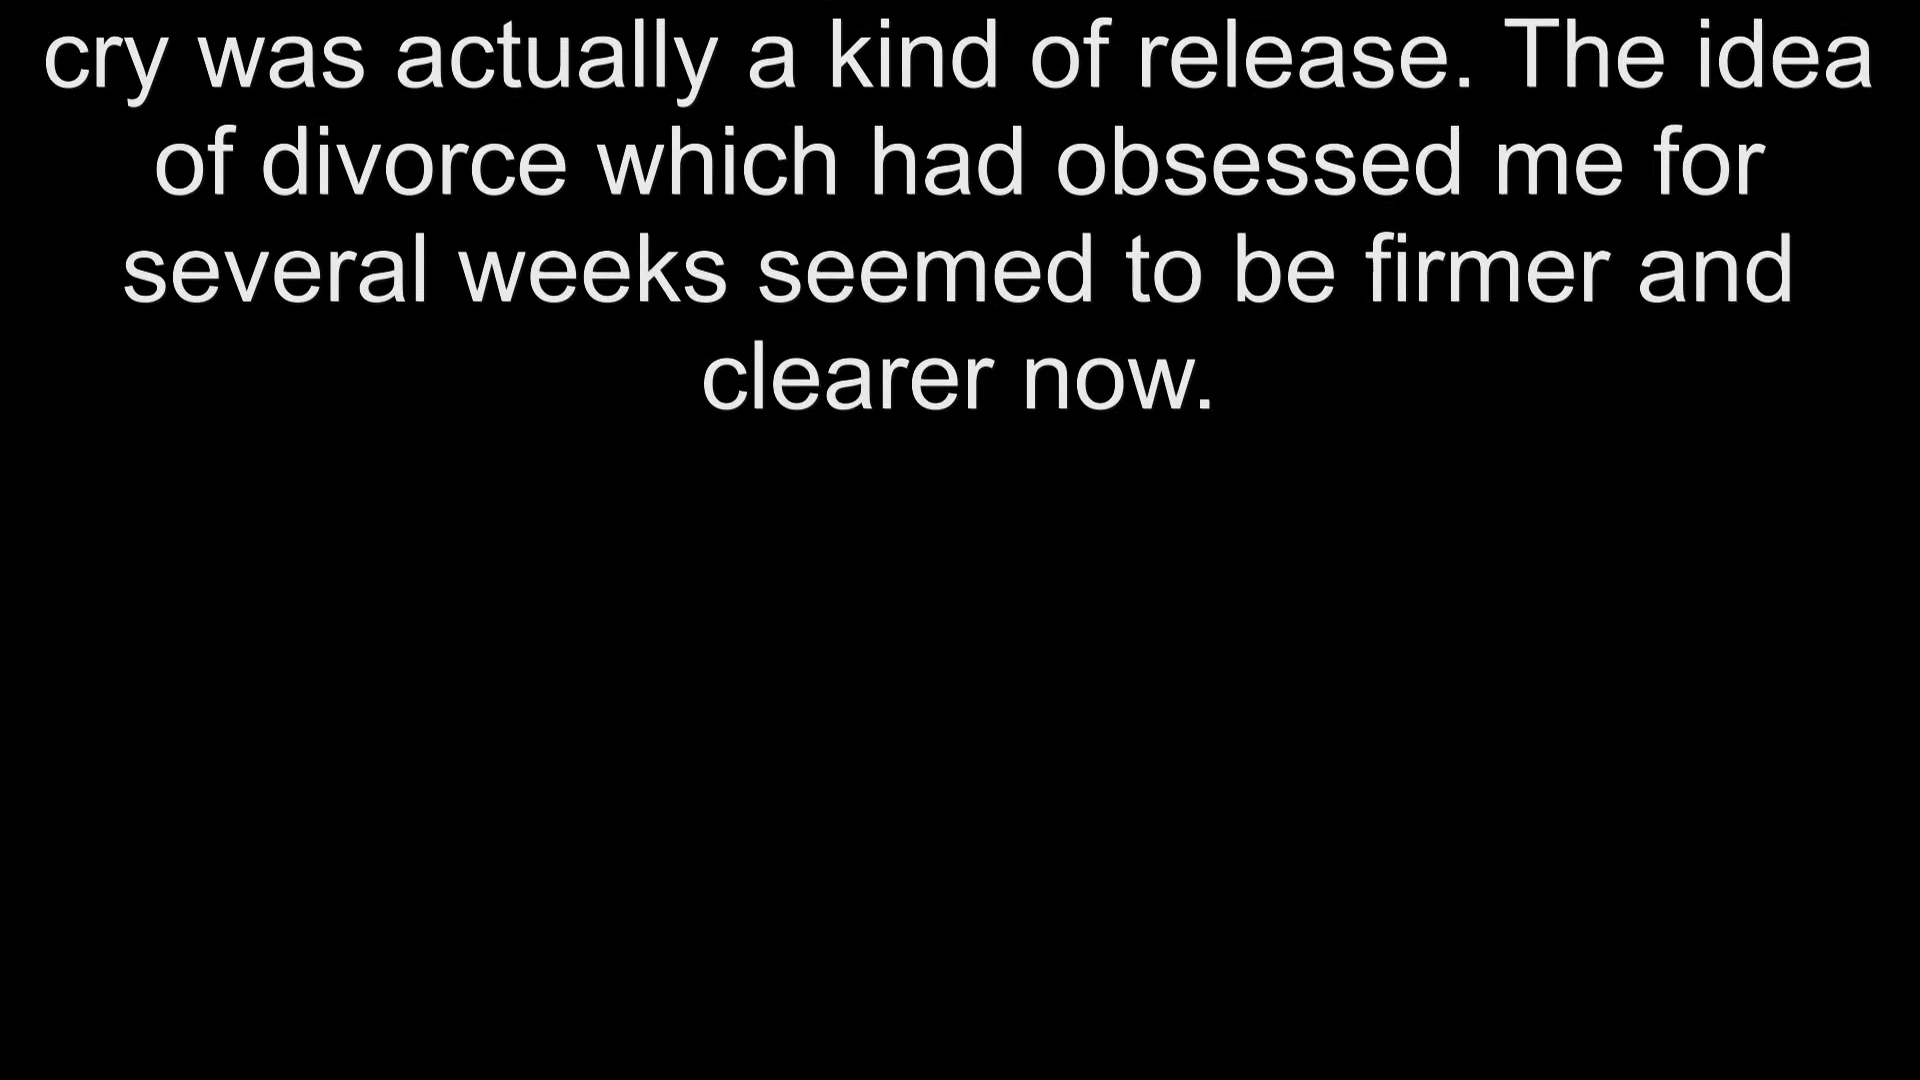 cry was actually a kind of release. The idea
of divorce which had obsessed me for
several weeks seemed to be firmer and
clearer now.